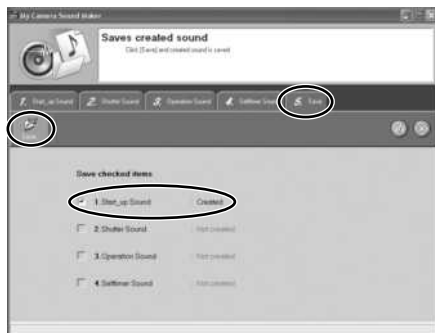 My Camera Sound Maker
Saves created sound
Click [Save] and created sound is saved
1. Start_up Sound 2. Shutter Sound 3. Operation Sound 4. Selftimer Sound 5. Save
Save
Save checked items
1.Start_up Sound Created
2.Shutter Sound Not created
3.Operation Sound Not created
4.Selftimer Sound Not created